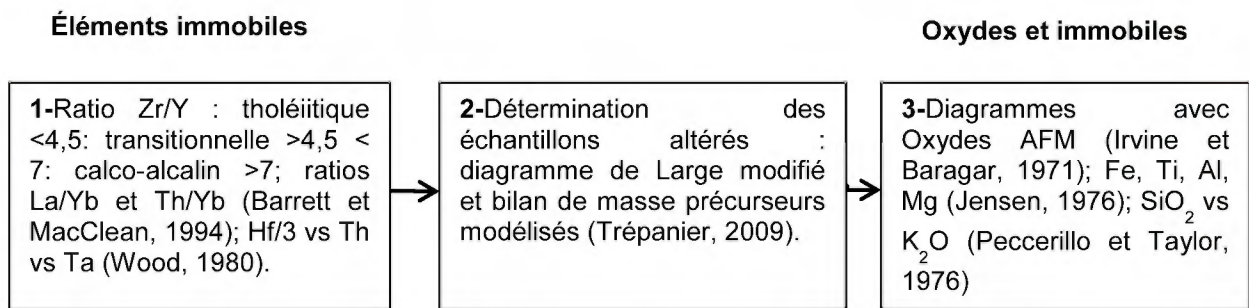 Éléments immobiles
Oxydes et immobiles
1-Ratio Zr/Y : tholéiitique
<4,5: transitionnelle >4,5 <
7: calco-alcalin >7; ratios
La/Yb et Th/Yb (Barrett et
MacClean, 1994); Hf/3 vs Th
vs Ta (Wood, 1980).
2-Détermination des
échantillons altérés :
diagramme de Large modifié
et bilan de masse précurseurs
modélisés (Trépanier, 2009).
3-Diagrammes avec
Oxydes AFM (Irvine et
Baragar, 1971); Fe, Ti, Al,
Mg (Jensen, 1976); SiO₂ vs
K₂O (Peccerillo et Taylor,
1976)